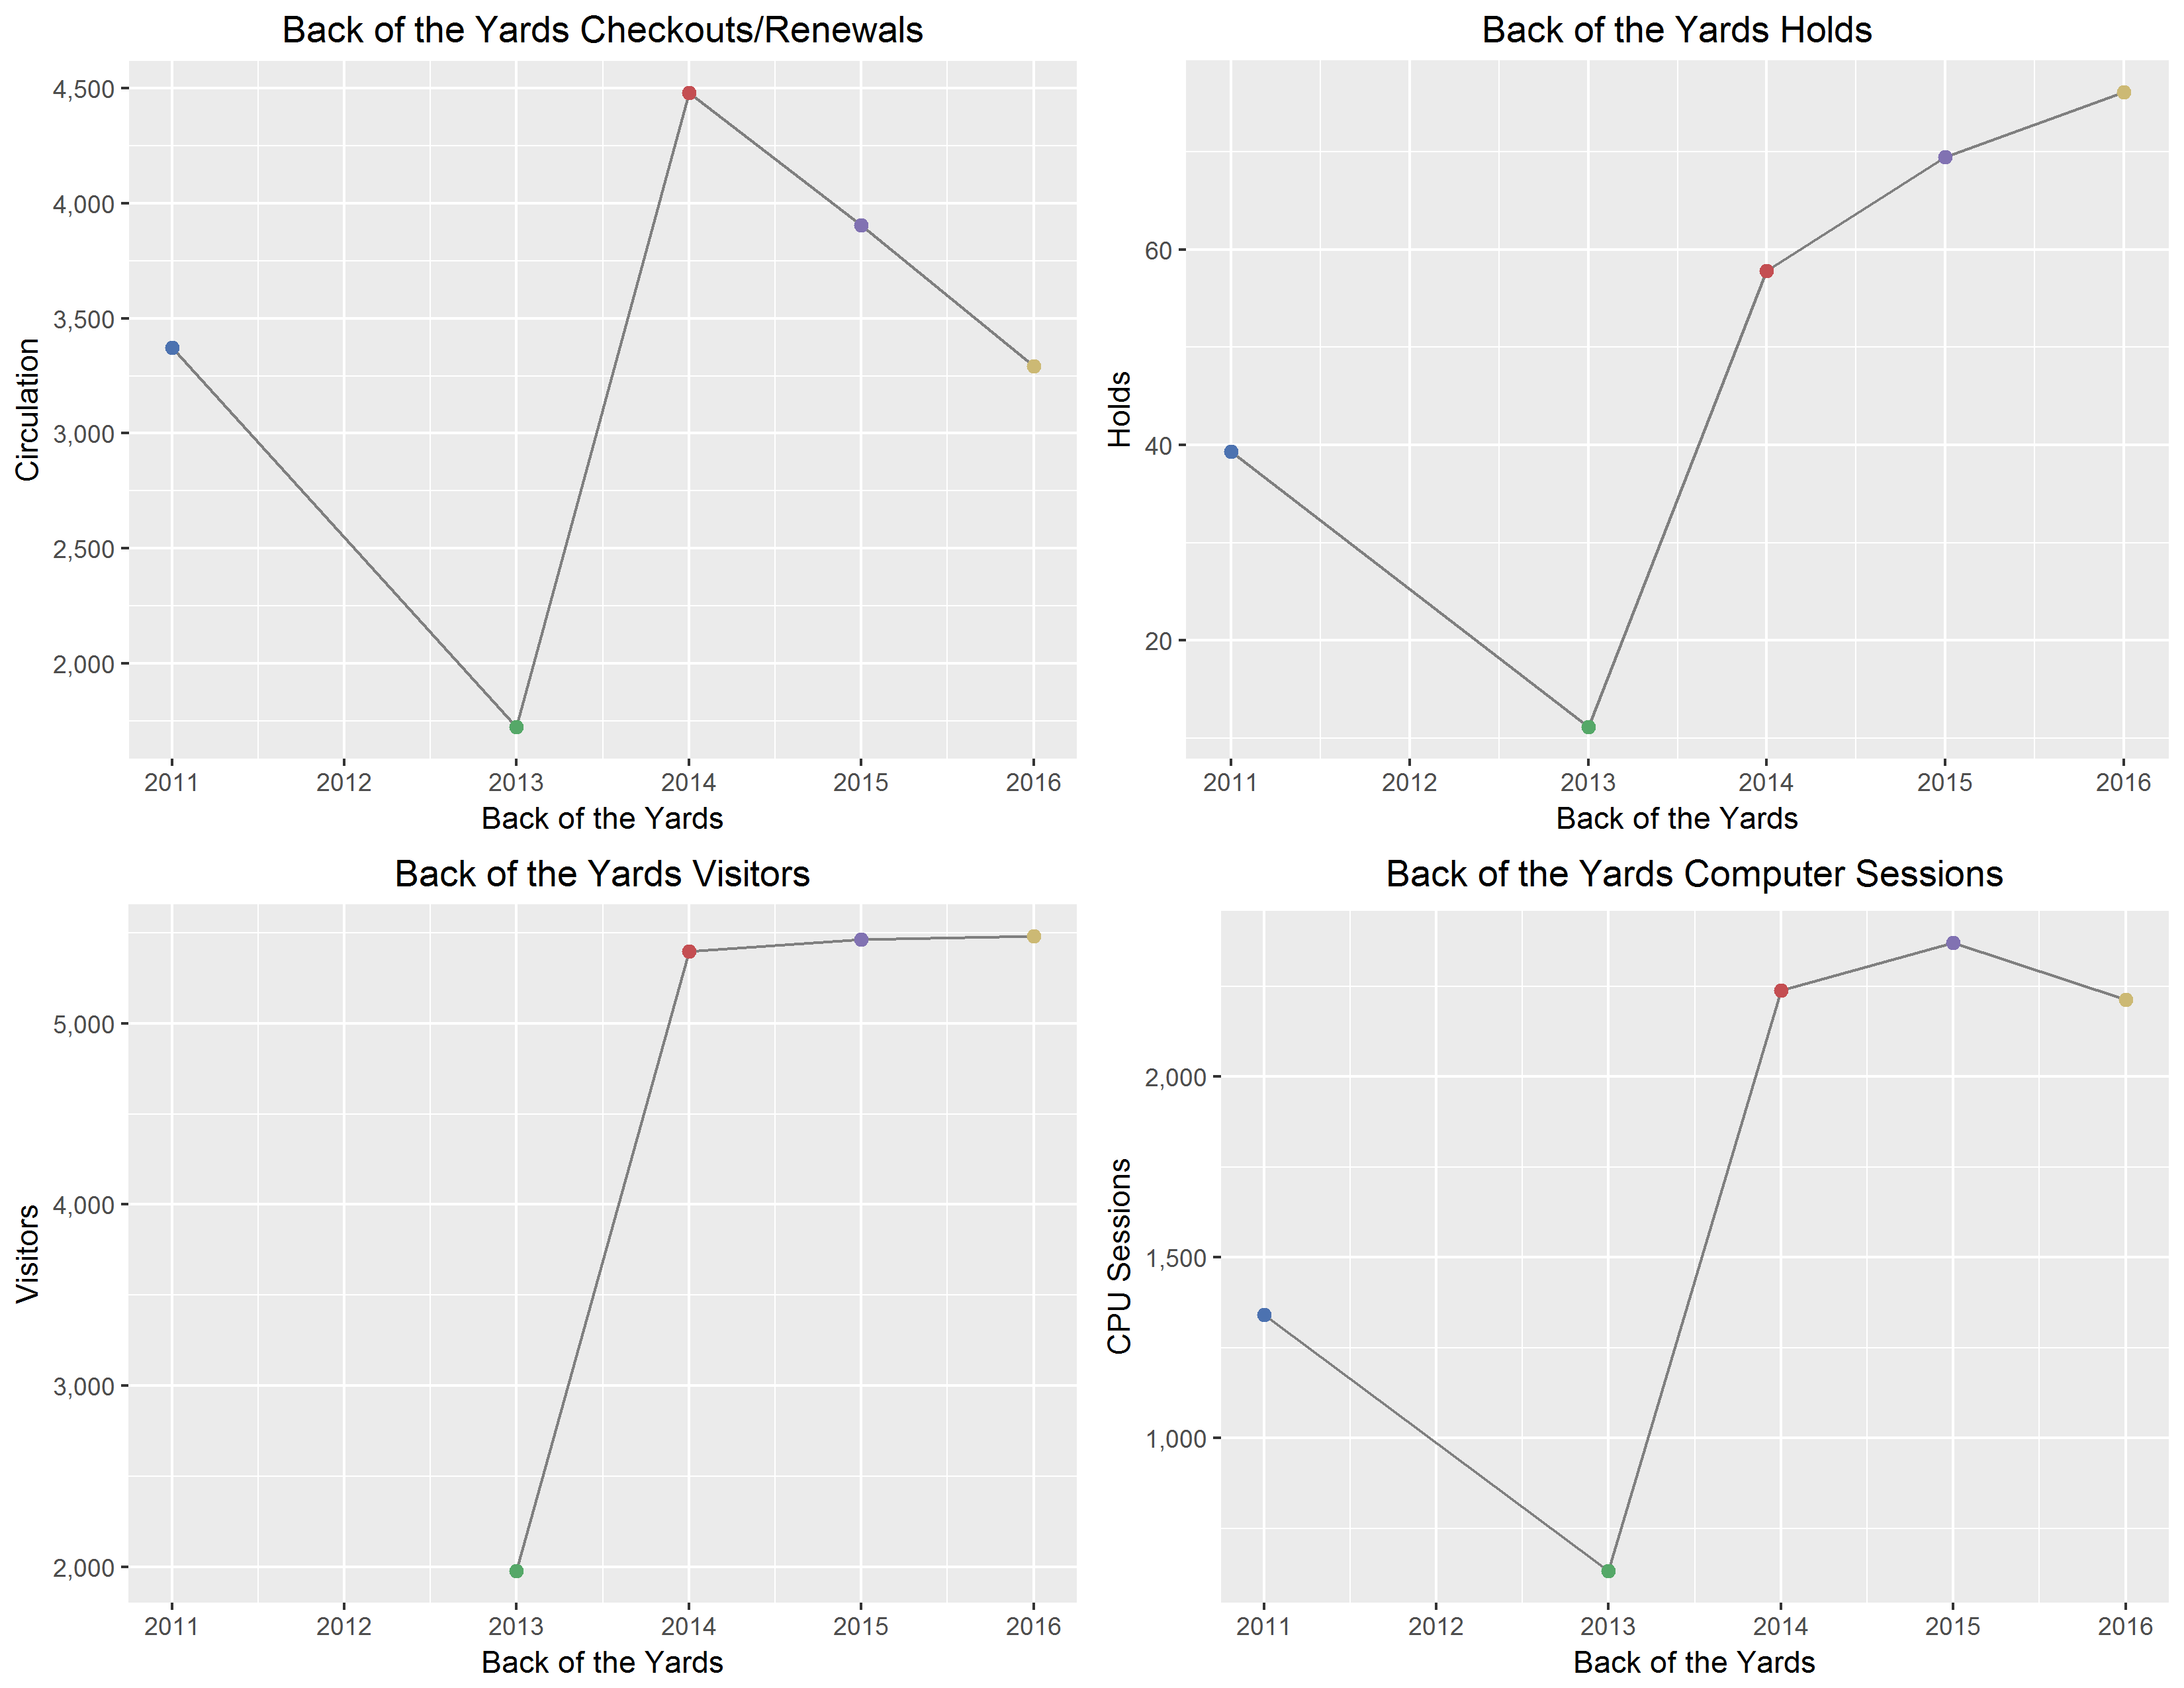 Back of the Yards Checkouts/Renewals
4,500
4,000
3,500
3,000
2,500
2,000
Circulation
2011 2012 2013 2014 2015 2016
Back of the Yards
Back of the Yards Holds
60
40
20
Holds
2011 2012 2013 2014 2015 2016
Back of the Yards
Back of the Yards Visitors
5,000
4,000
3,000
2,000
Visitors
2011 2012 2013 2014 2015 2016
Back of the Yards
Back of the Yards Computer Sessions
2,000
1,500
1,000
CPU Sessions
2011 2012 2013 2014 2015 2016
Back of the Yards